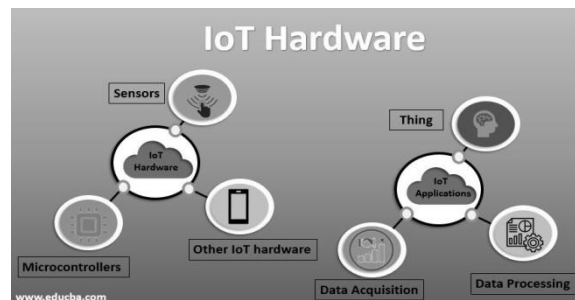 IoT Hardware
Sensors
IoT
Hardware
Microcontrollers
Other IoT hardware
Thing
IoT
Applications
Data Acquisition
Data Processing
www.educba.com